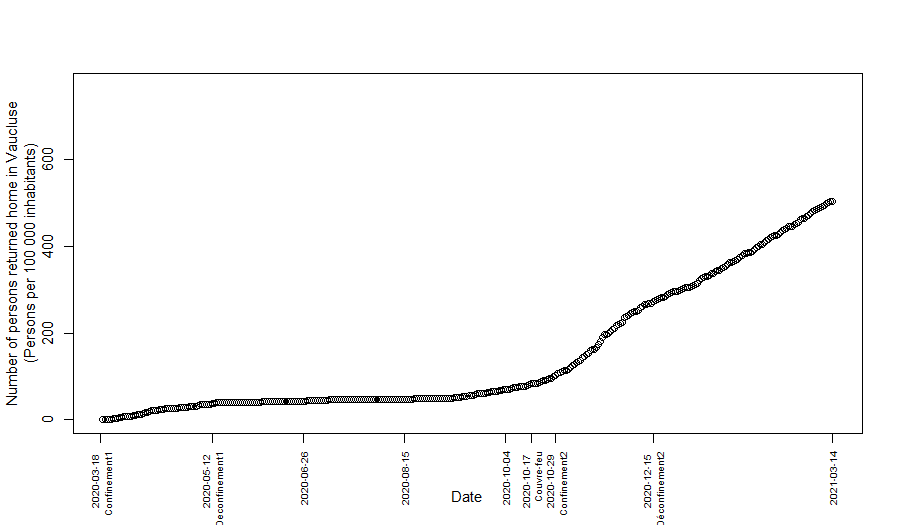 Number of persons returned home in Vaucluse
(Persons per 100 000 inhabitants)
600
400
200
0
2020-03-18
Confinement1
2020-05-12
Deconfinement1
2020-06-26
2020-08-15
2020-10-04
2020-10-17
Couvre-feu
2020-10-29
Confinement2
2020-12-15
Déconfinement2
2021-03-14
Date